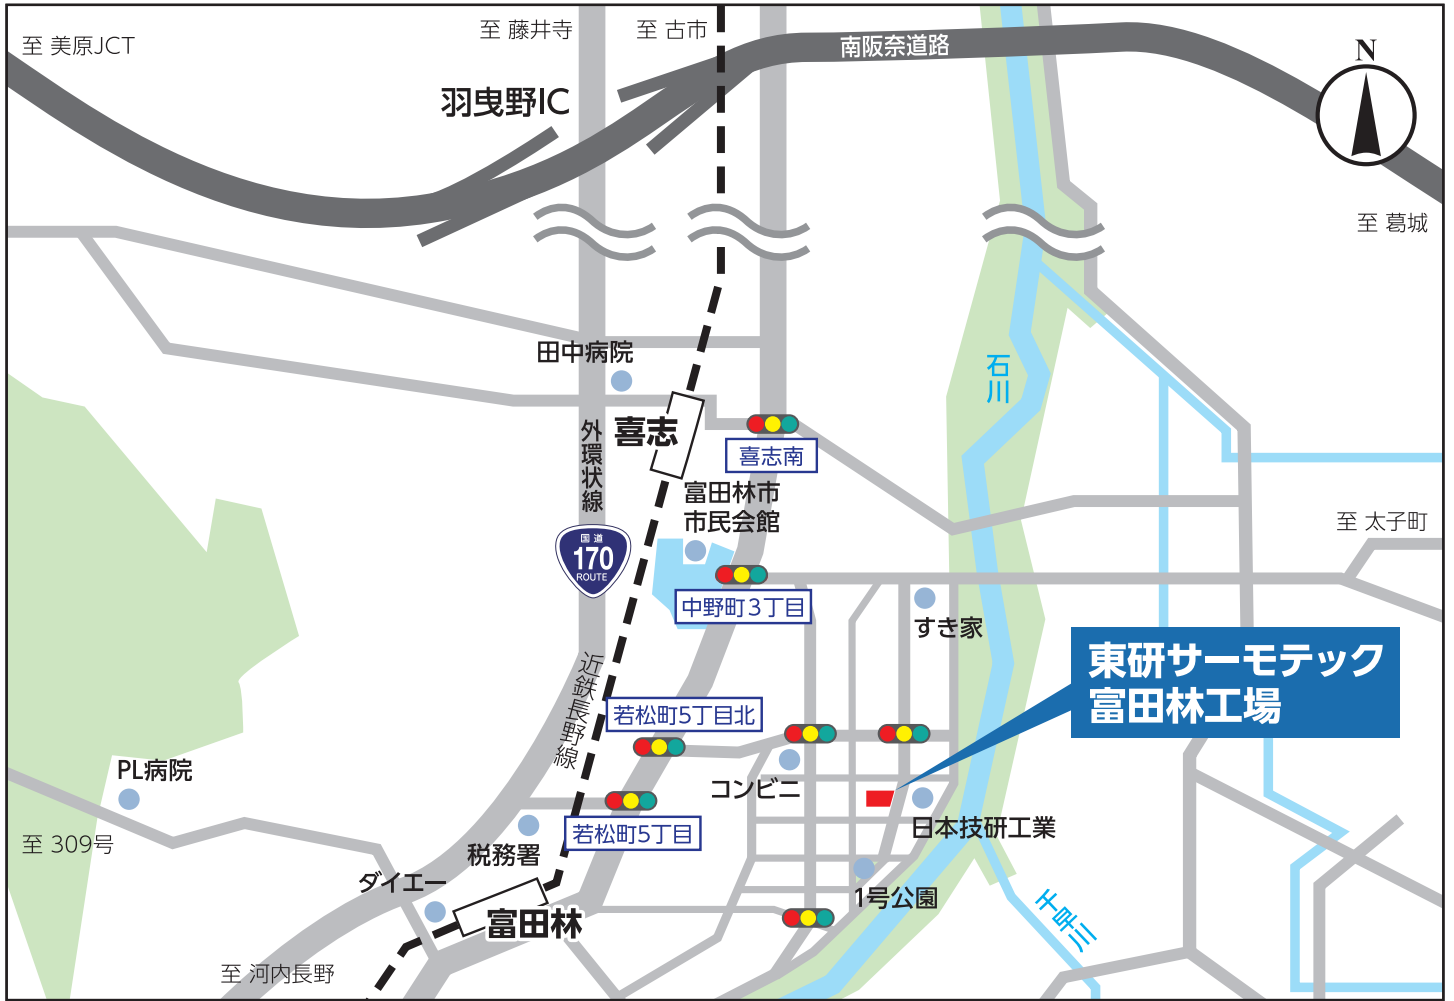 至 藤井寺
至 古市
至 美原JCT
南阪奈道路
N
羽曳野IC
至 葛城
田中病院
石川
喜志
外環状線
喜志南
富田林市
市民会館
至 太子町
国道
170
ROUTE
中野町3丁目
すき家
東研サーモテック
富田林工場
近鉄長野線
若松町5丁目北
PL病院
コンビニ
日本技研工業
若松町5丁目
至 309号
税務署
ダイエー
1号公園
富田林
千早川
至 河内長野